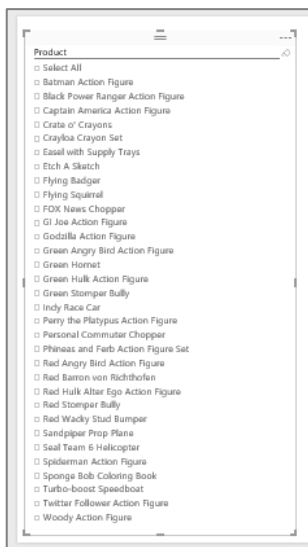 Product
Select All
Batman Action Figure
Black Power Ranger Action Figure
Captain America Action Figure
Crate o' Crayons
Crayloa Crayon Set
Easel with Supply Trays
Etch A Sketch
Flying Badger
Flying Squirrel
FOX News Chopper
GI Joe Action Figure
Godzilla Action Figure
Green Angry Bird Action Figure
Green Hornet
Green Hulk Action Figure
Green Stomper Bully
Indy Race Car
Perry the Platypus Action Figure
Personal Commuter Chopper
Phineas and Ferb Action Figure Set
Red Angry Bird Action Figure
Red Barron von Richthofen
Red Hulk Alter Ego Action Figure
Red Stomper Bully
Red Wacky Stud Bumper
Sandpiper Prop Plane
Seal Team 6 Helicopter
Spiderman Action Figure
Sponge Bob Coloring Book
Turbo-boost Speedboat
Twitter Follower Action Figure
Woody Action Figure